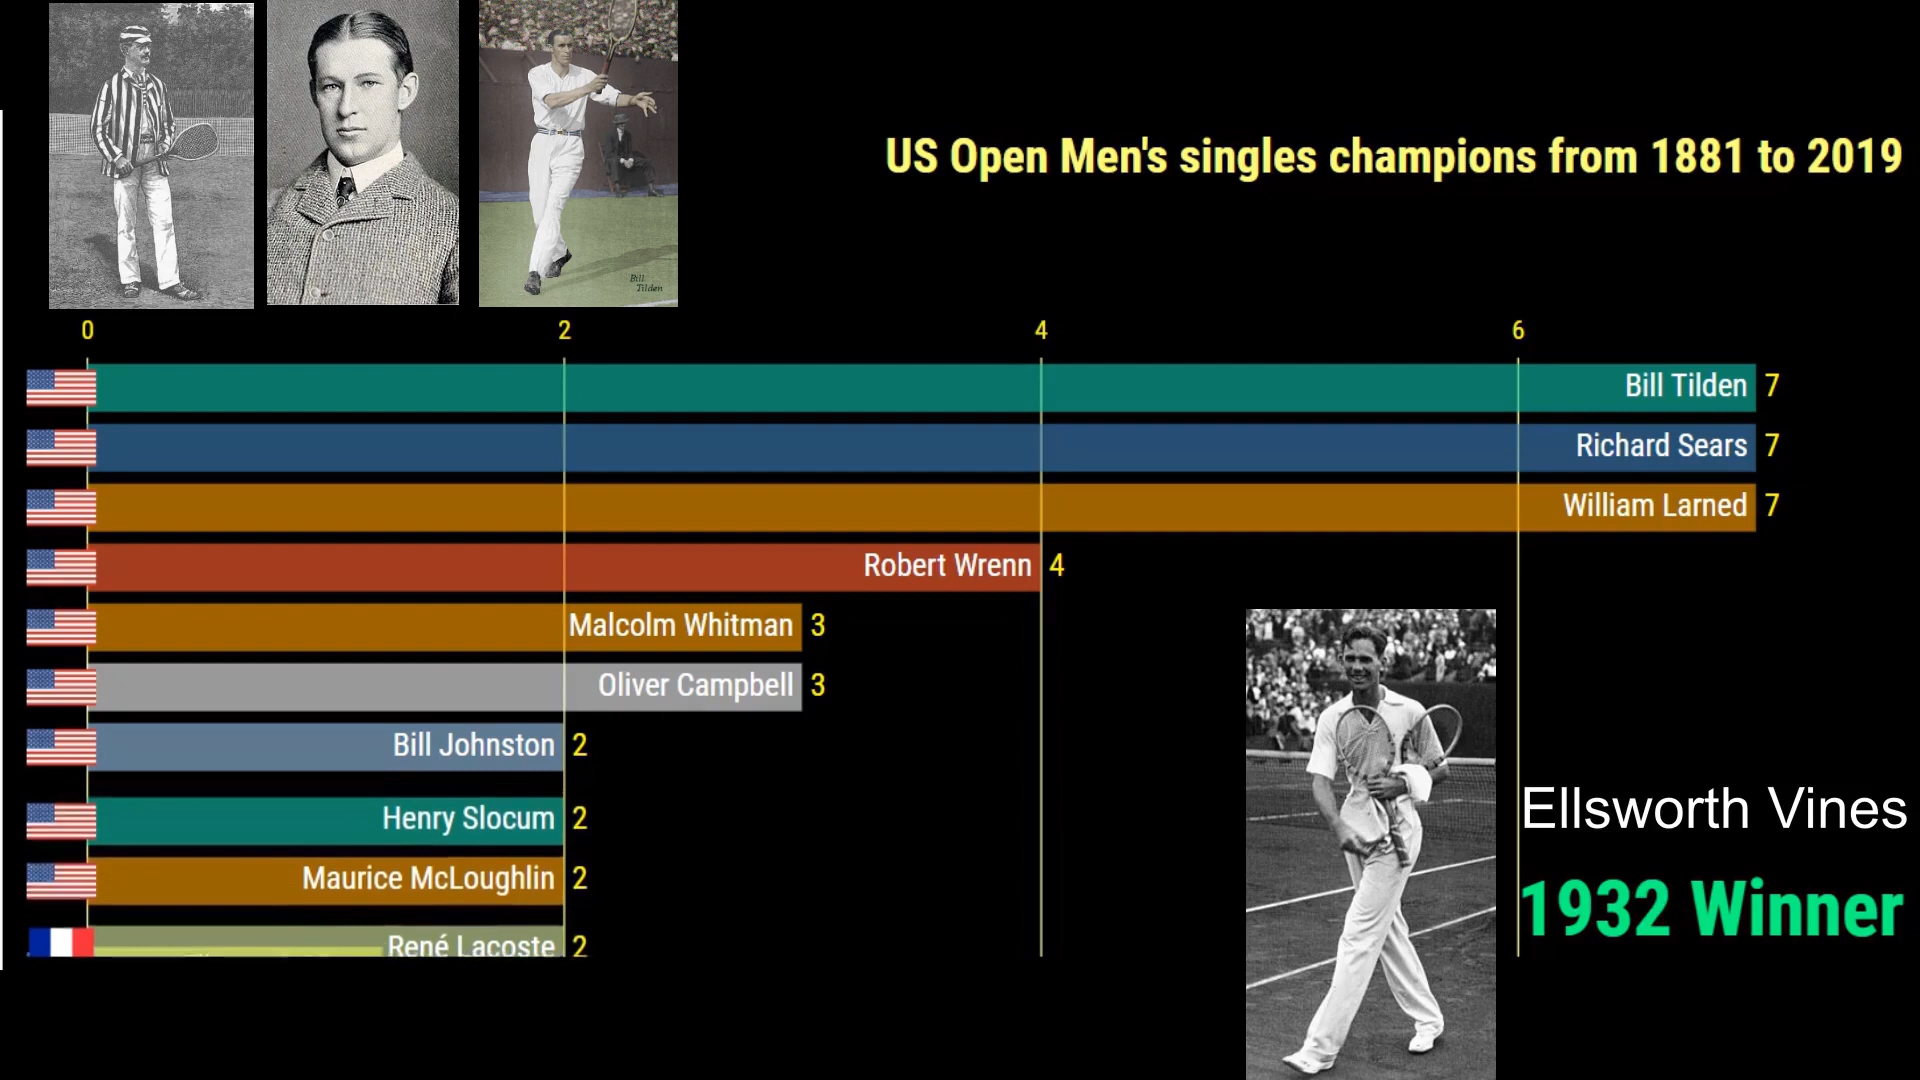 Bill
Tilden
US Open Men's singles champions from 1881 to 2019
0 2 4 6
Bill Tilden 7
Richard Sears 7
William Larned 7
Robert Wrenn 4
Malcolm Whitman 3
Oliver Campbell 3
Bill Johnston 2
Henry Slocum 2
Maurice McLoughlin 2
René Lacoste 2
Ellsworth Vines
1932 Winner